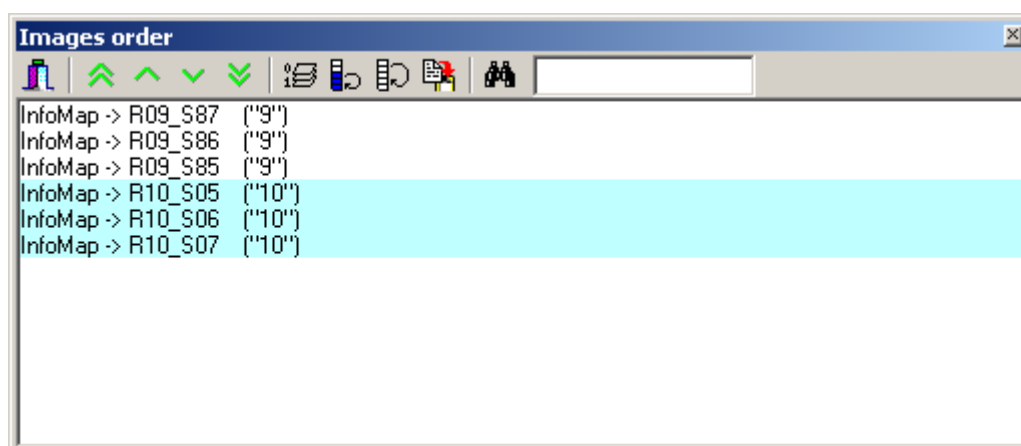 Images order
InfoMap -> R09_S87 ("9")
InfoMap -> R09_S86 ("9")
InfoMap -> R09_S85 ("9")
InfoMap -> R10_S05 ("10")
InfoMap -> R10_S06 ("10")
InfoMap -> R10_S07 ("10")